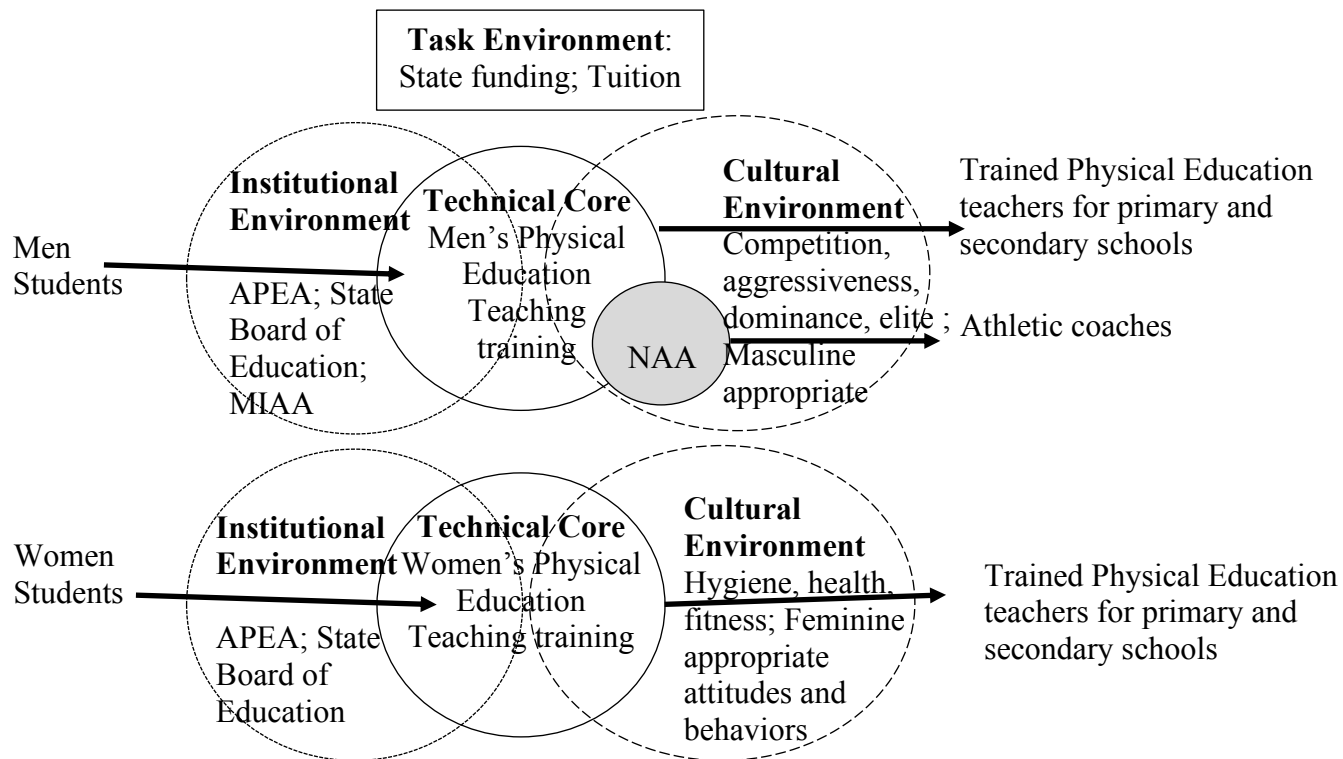 Task Environment:
State funding; Tuition
Men
Students
Institutional
Environment
APEA; State
Board of
Education;
MIAA
Technical Core
Men’s Physical
Education
Teaching
training
NAA
Cultural
Environment
Competition,
aggressiveness,
dominance, elite ;
Masculine
appropriate
Trained Physical Education
teachers for primary and
secondary schools
Athletic coaches
Women
Students
Institutional
Environment
APEA; State
Board of
Education
Technical Core
Women’s Physical
Education
Teaching training
Cultural
Environment
Hygiene, health,
fitness; Feminine
appropriate
attitudes and
behaviors
Trained Physical Education
teachers for primary and
secondary schools